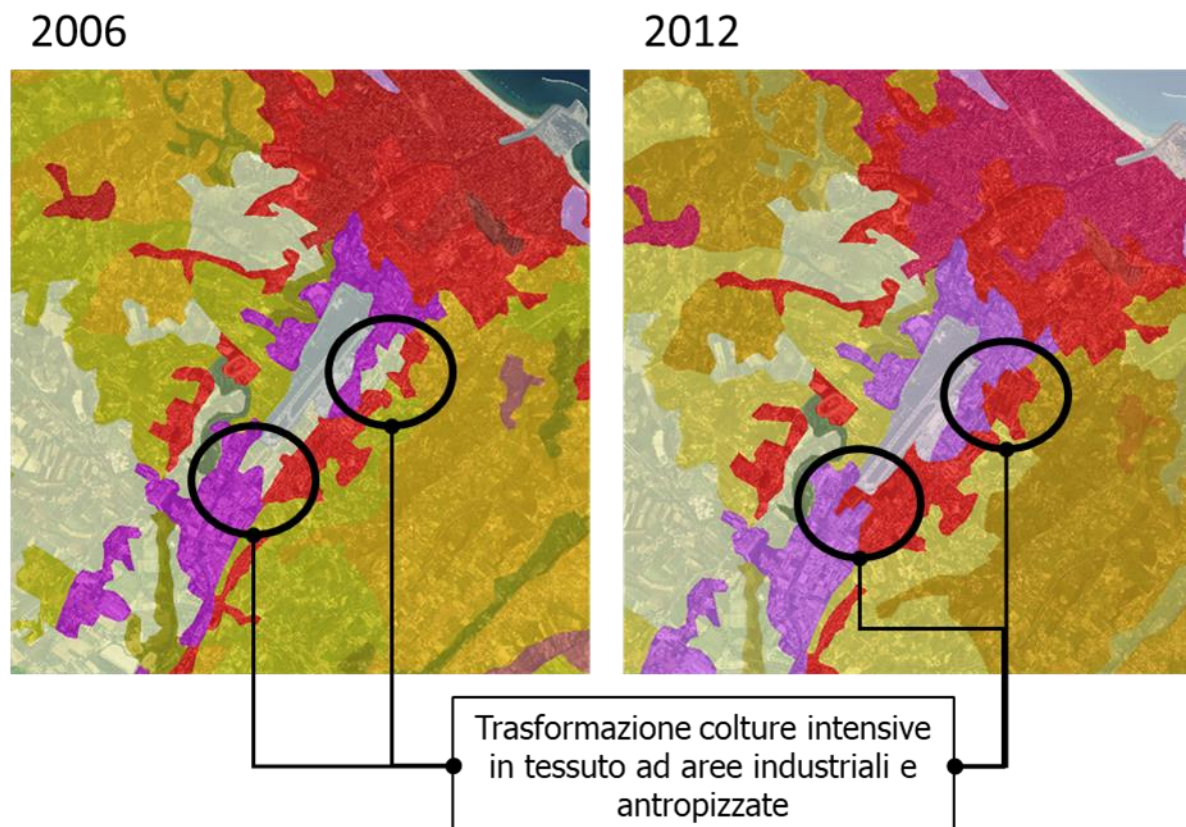 2006
2012
Trasformazione colture intensive
in tessuto ad aree industriali e
antropizzate